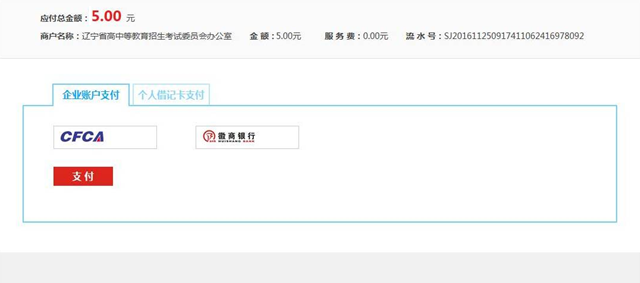 应付总金额：5.00 元
商户名称：辽宁省高中等教育招生考试委员会办公室 金 额：5.00元 服 务 费：0.00元 流 水 号：SJ201611250917411062416978092
企业账户支付 个人借记卡支付
CFCA 徽商银行
HUISHANG BANK
支 付